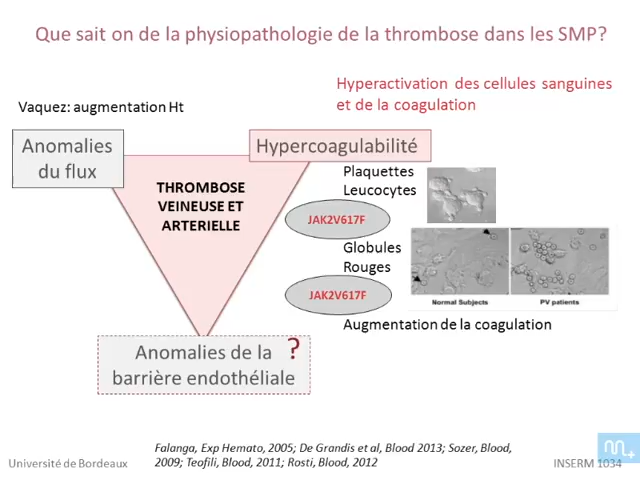 Que sait on de la physiopathologie de la thrombose dans les SMP?
Hyperactivation des cellules sanguines
et de la coagulation
Vaquez: augmentation Ht
Anomalies
du flux
Hypercoagulabilité
THROMBOSE
VEINEUSE ET
ARTERIELLE
Plaquettes
Leucocytes
JAK2V617F
Globules
Rouges
JAK2V617F
Normal Subjects
PV patients
Augmentation de la coagulation
Anomalies de la
barrière endothéliale
?
Falanga, Exp Hemato, 2005; De Grandis et al, Blood 2013; Sozer, Blood,
2009; Teofili, Blood, 2011; Rosti, Blood, 2012
Université de Bordeaux
INSERM 1034